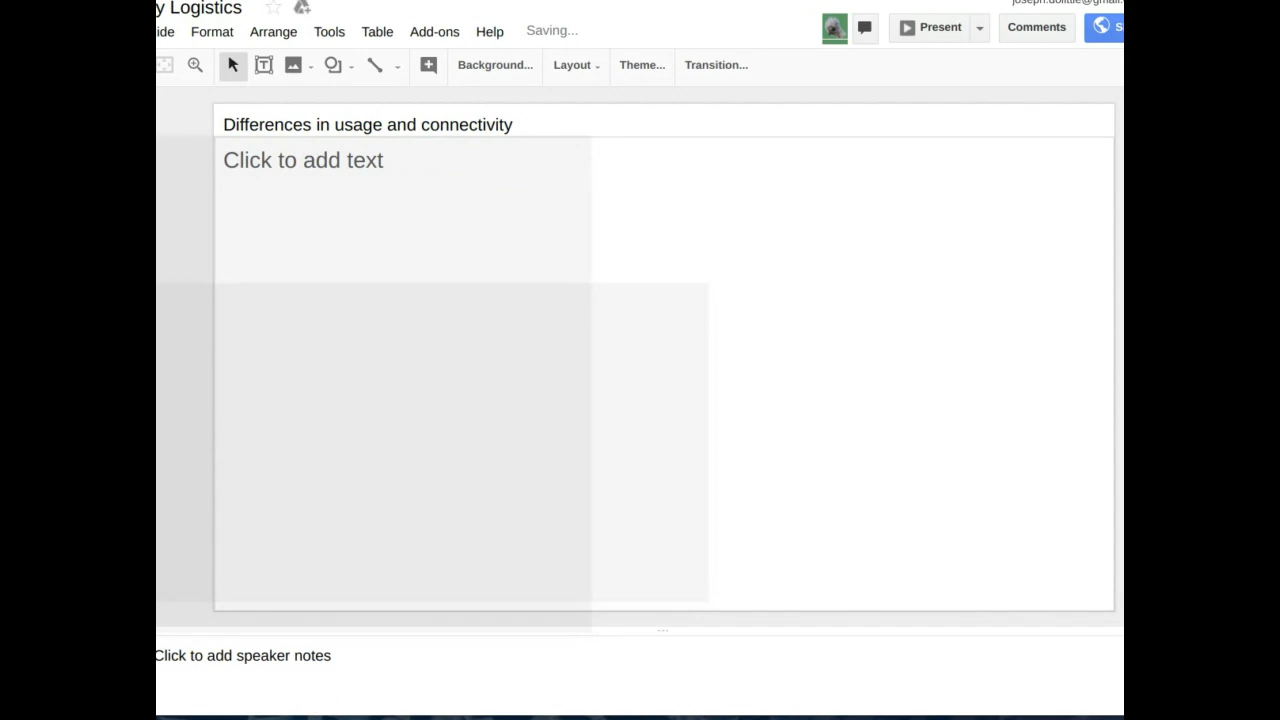 y Logistics
ide Format Arrange Tools Table Add-ons Help Saving...
Present Comments
Background... Layout Theme... Transition...
Differences in usage and connectivity
Click to add text
Click to add speaker notes